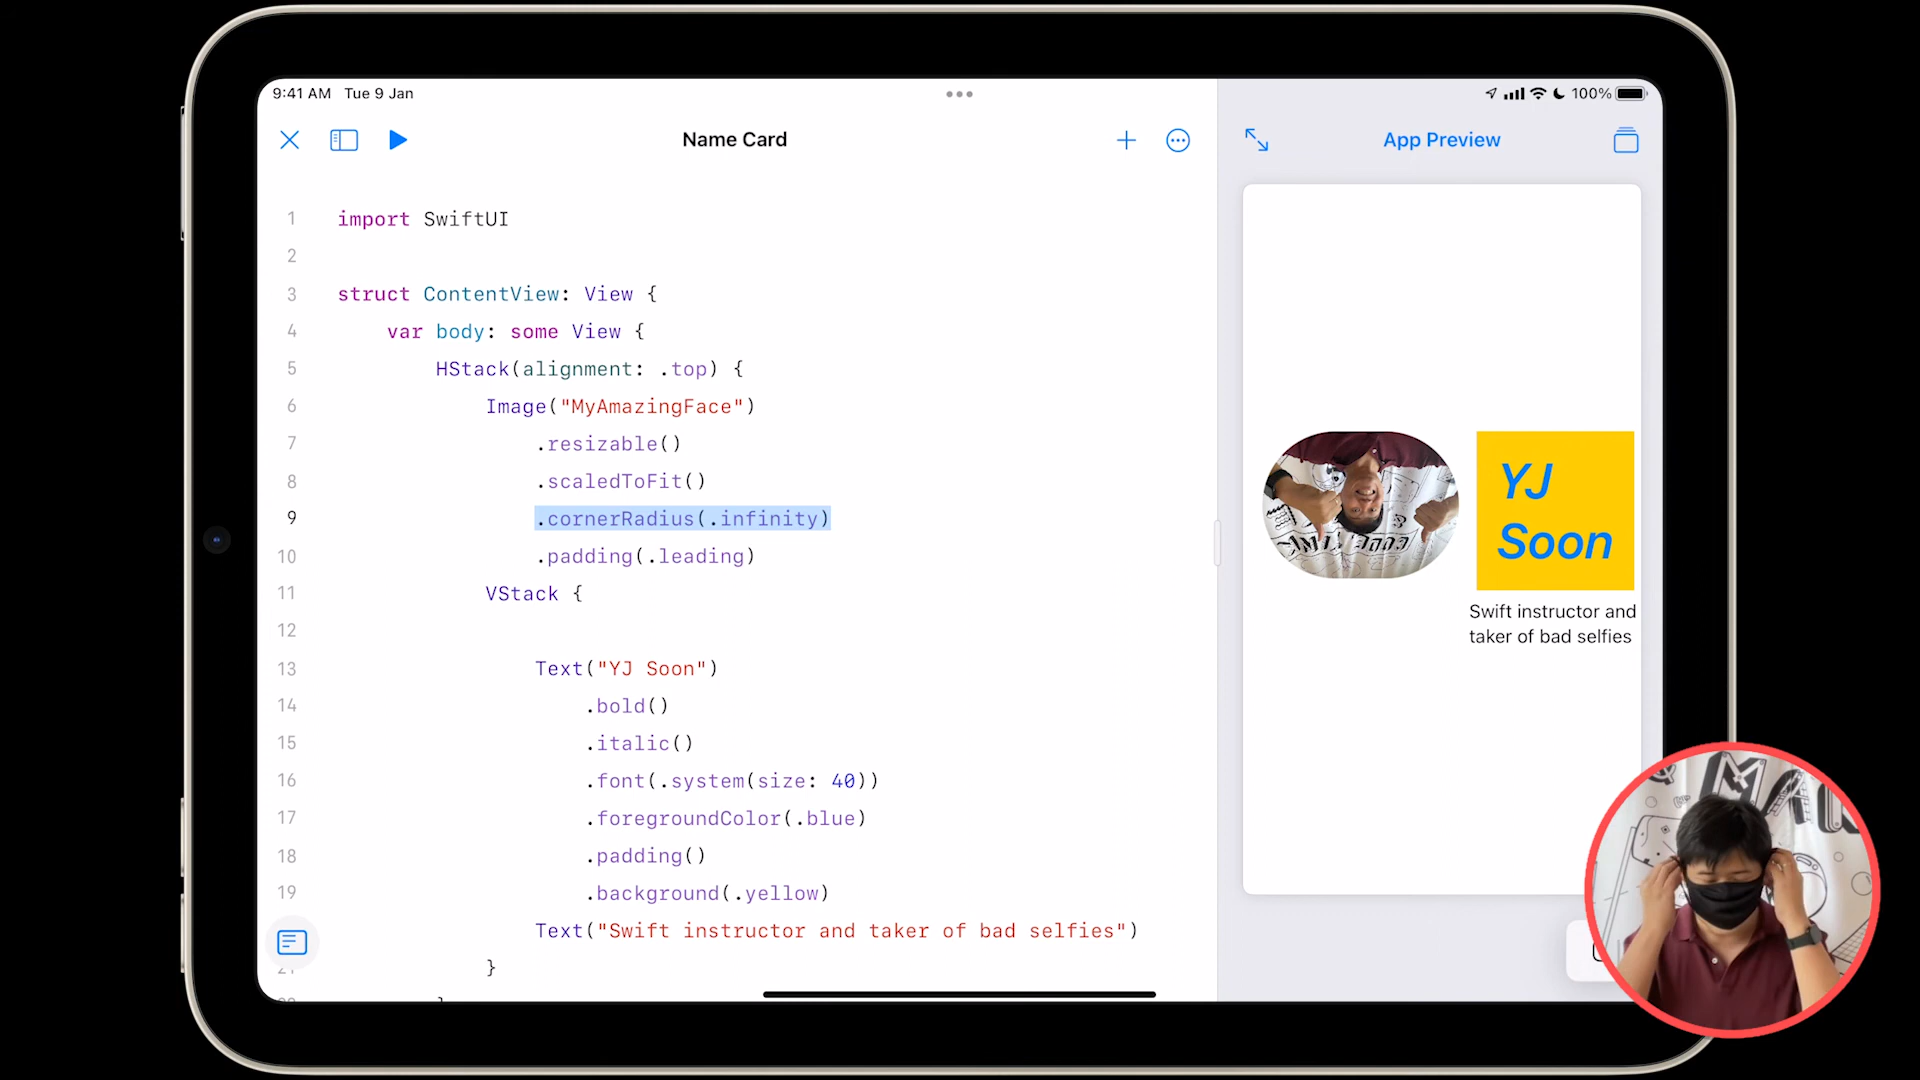 9:41 AM Tue 9 Jan
100%
Name Card
App Preview
1 import SwiftUI
2
3 struct ContentView: View {
4 var body: some View {
5 HStack(alignment: .top) {
6 Image("MyAmazingFace")
7 .resizable()
8 .scaledToFit()
9 .cornerRadius(.infinity)
10 .padding(.leading)
11 VStack {
12
13 Text("YJ Soon")
14 .bold()
15 .italic()
16 .font(.system(size: 40))
17 .foregroundColor(.blue)
18 .padding()
19 .background(.yellow)
Text("Swift instructor and taker of bad selfies")
}
YJ
Soon
Swift instructor and
taker of bad selfies